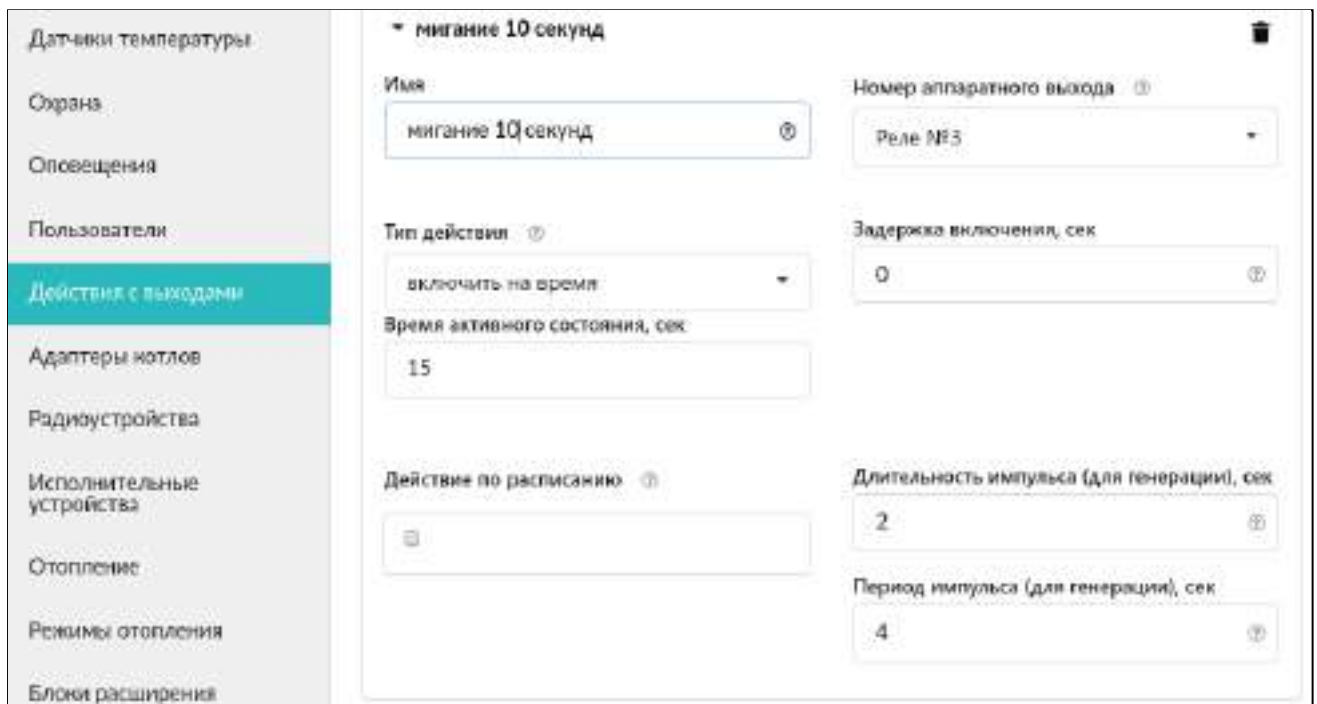 Датчики температуры
Охрана
Оповещения
Пользователи
Действия с выходами
Адаптеры котлов
Радиоустройства
Исполнительные
устройства
Отопление
Режимы отопления
Блоки расширения
мигание 10 секунд
Имя
мигание 10 секунд
Номер аппаратного выхода
Реле №3
Тип действия
включить на время
Задержка включения, сек
0
Время активного состояния, сек
15
Действие по расписанию
Длительность импульса (для генерации), сек
2
Период импульса (для генерации), сек
4